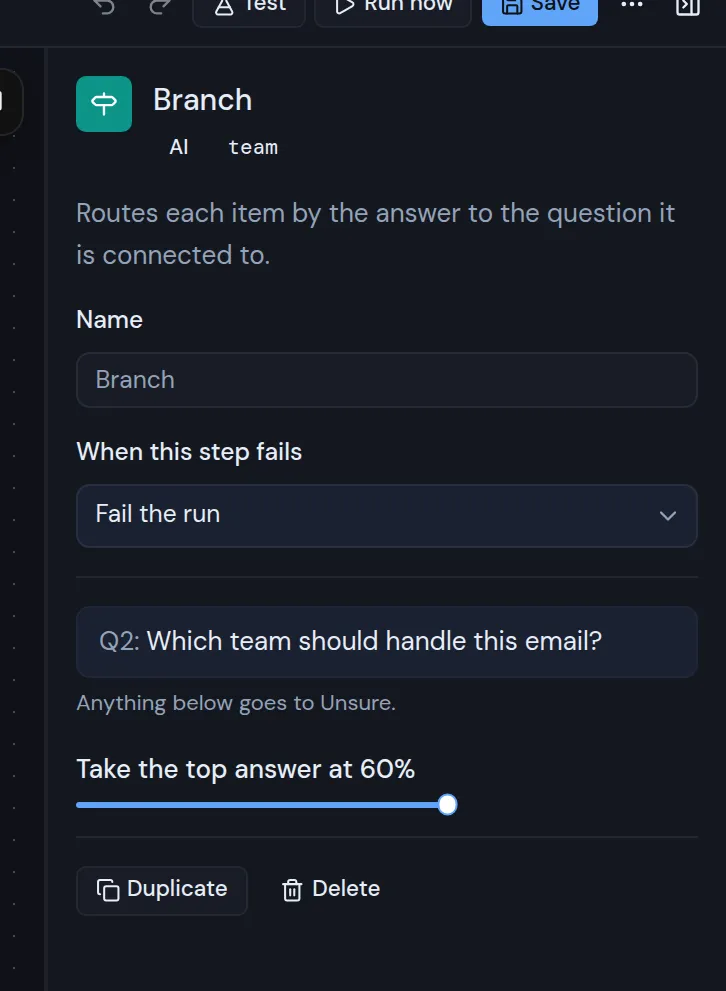 Test
Run now
Save
Branch
AI
team
Routes each item by the answer to the question it
is connected to.
Name
Branch
When this step fails
Fail the run
Q2: Which team should handle this email?
Anything below goes to Unsure.
Take the top answer at 60%
Duplicate
Delete